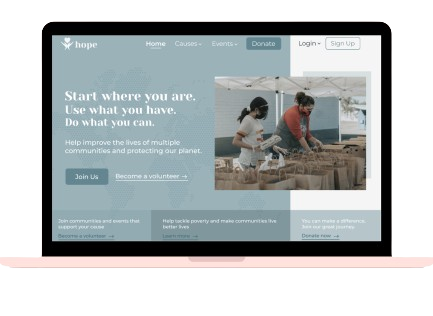 hope
Home Causes Events Donate Login Sign Up
Start where you are.
Use what you have.
Do what you can.
Help improve the lives of multiple
communities and protecting our planet.
Join Us Become a volunteer →
Join communities and events that
support your cause
Become a volunteer →
Help tackle poverty and make communities live
better lives
Learn more →
You can make a difference.
Join our great journey.
Donate now →